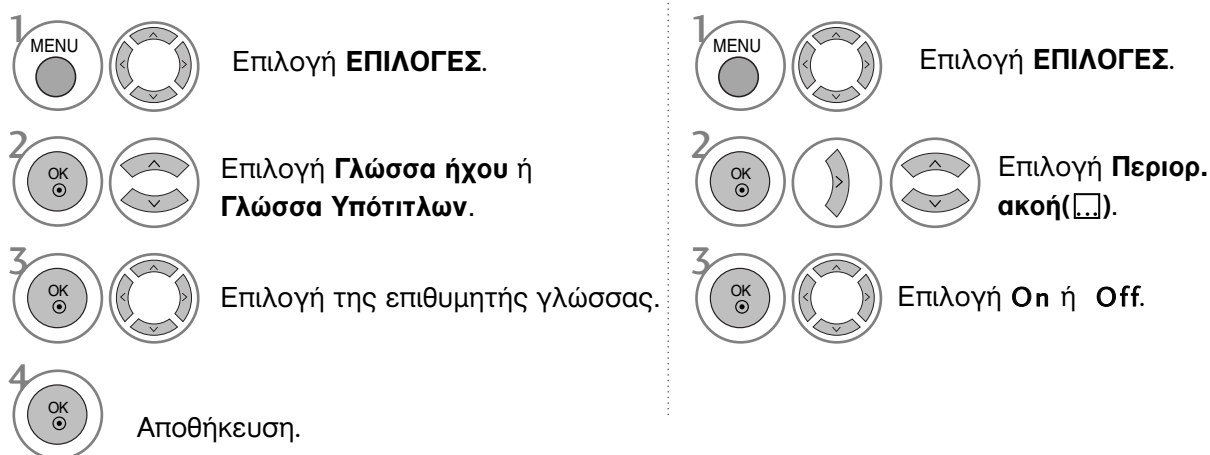 1 MENU Επιλογή ΕΠΙΛΟΓΕΣ.
2 OK Επιλογή Γλώσσα ήχου ή
Γλώσσα Υπότιτλων.
3 OK Επιλογή της επιθυμητής γλώσσας.
4 OK Αποθήκευση.
1 MENU Επιλογή ΕΠΙΛΟΓΕΣ.
2 OK Επιλογή Περιορ.
ακοή(...).
3 OK Επιλογή On ή Off.